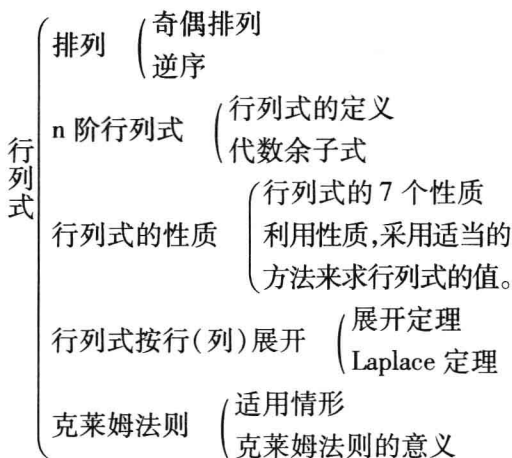 行列式
排列
奇偶排列
逆序
n 阶行列式
行列式的定义
代数余子式
行列式的性质
行列式的 7 个性质
利用性质,采用适当的
方法来求行列式的值。
行列式按行(列)展开
展开定理
Laplace 定理
克莱姆法则
适用情形
克莱姆法则的意义